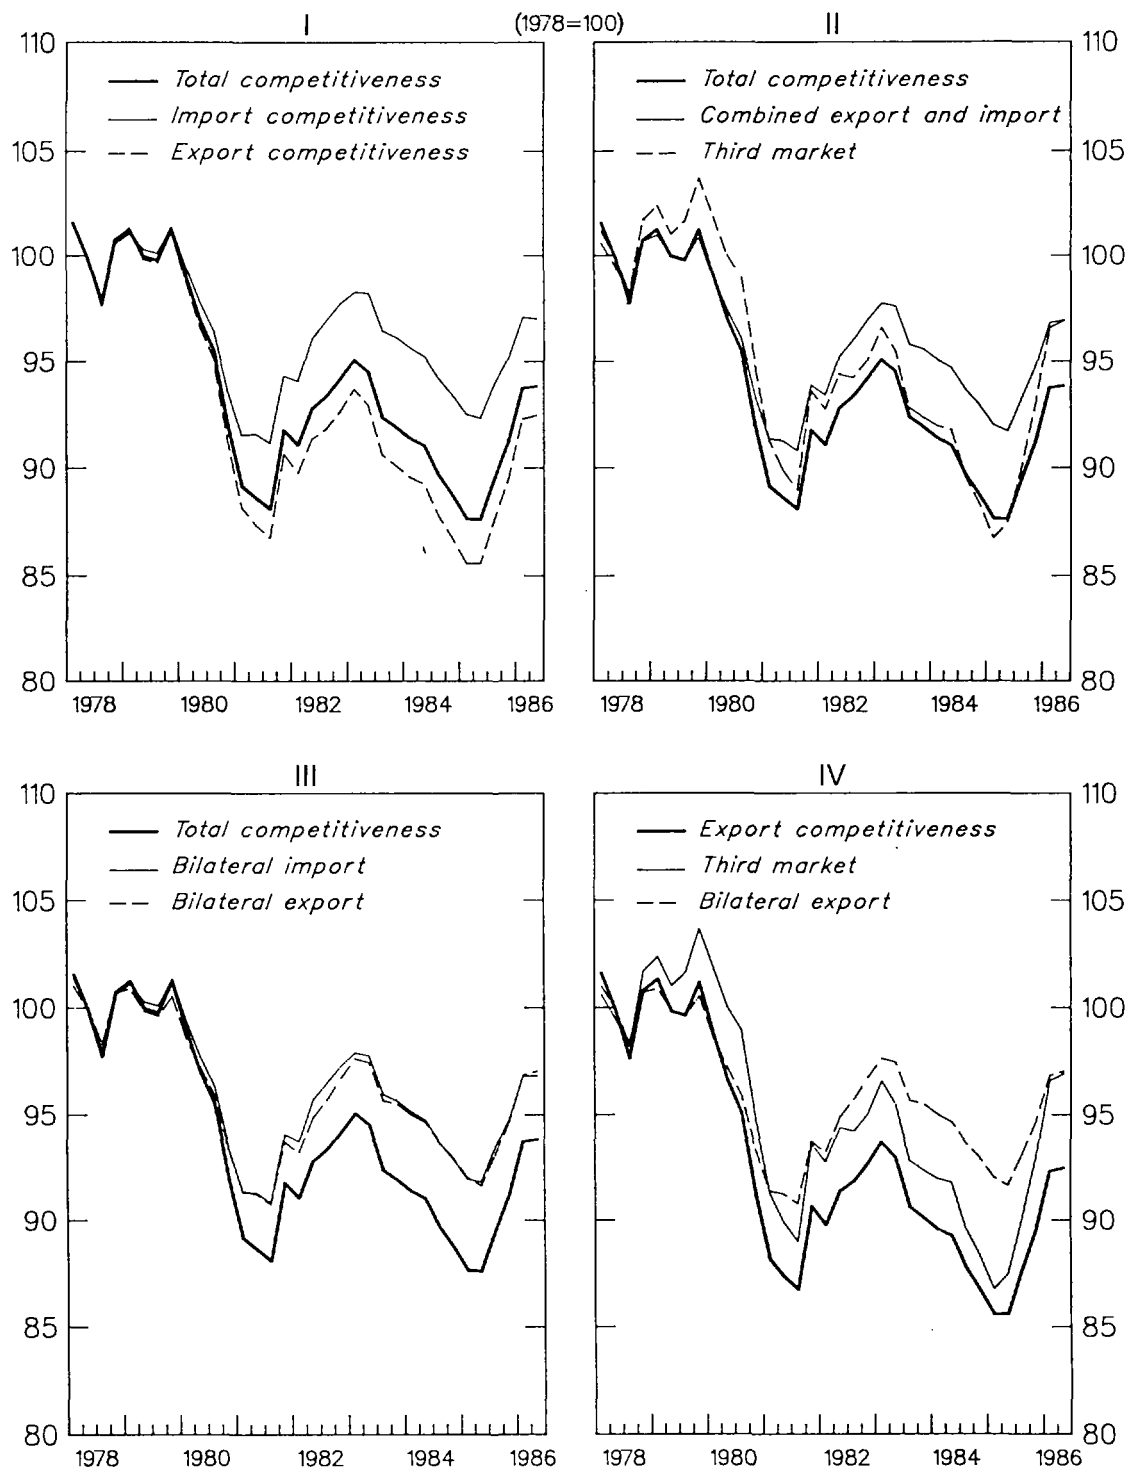 I (1978=100) II
110 110
Total competitiveness Total competitiveness
Import competitiveness Combined export and import
Export competitiveness Third market
105 105
100 100
95 95
90 90
85 85
80 80
1978 1980 1982 1984 1986 1978 1980 1982 1984 1986
III IV
110 110
Total competitiveness Export competitiveness
Bilateral import Third market
Bilateral export Bilateral export
105 105
100 100
95 95
90 90
85 85
80 80
1978 1980 1982 1984 1986 1978 1980 1982 1984 1986